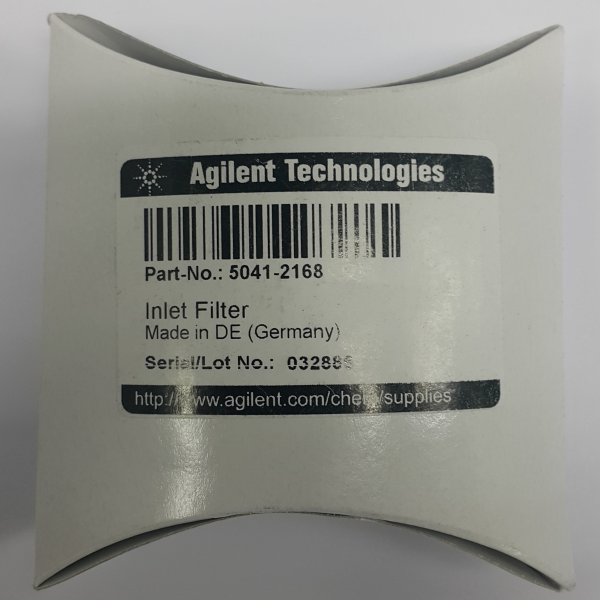 Agilent Technologies
Part-No.: 5041-2168
Inlet Filter
Made in DE (Germany)
Serial/Lot No.:
http://www.agilent.com/chem/supplies